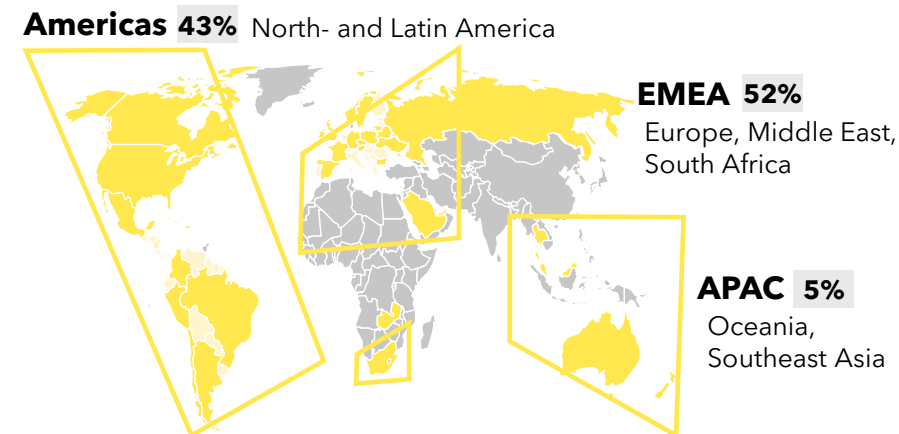 Americas 43% North- and Latin America
EMEA 52%
Europe, Middle East,
South Africa
APAC 5%
Oceania,
Southeast Asia